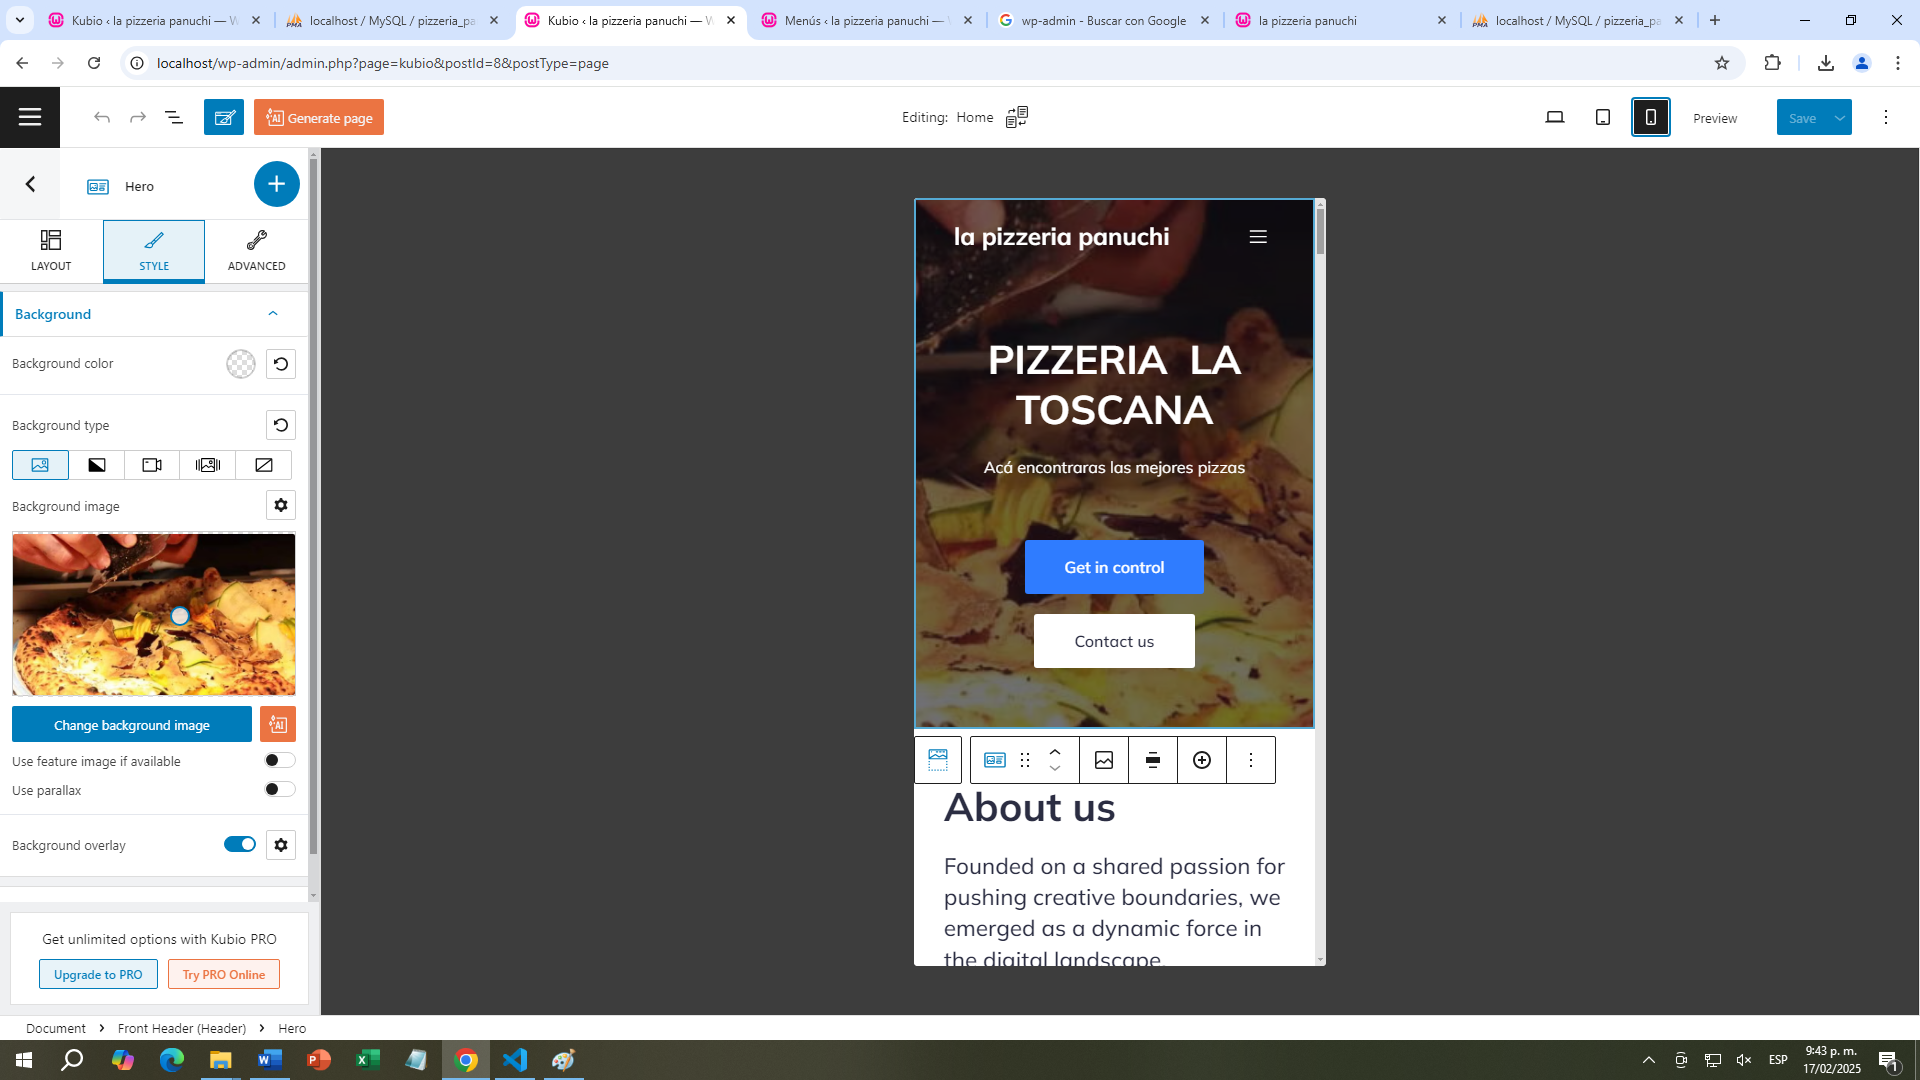 Kubio ‹ la pizzeria panuchi — W
localhost / MySQL / pizzeria_pa
Kubio ‹ la pizzeria panuchi — W
Menús ‹ la pizzeria panuchi — W
wp-admin - Buscar con Google
la pizzeria panuchi
localhost / MySQL / pizzeria_pa
localhost/wp-admin/admin.php?page=kubio&postId=8&postType=page
AI Generate page
Editing: Home
Preview
Save
Hero
LAYOUT
STYLE
ADVANCED
Background
Background color
Background type
Background image
Change background image
AI
Use feature image if available
Use parallax
Background overlay
Get unlimited options with Kubio PRO
Upgrade to PRO
Try PRO Online
la pizzeria panuchi
PIZZERIA LA
TOSCANA
Acá encontraras las mejores pizzas
Get in control
Contact us
About us
Founded on a shared passion for
pushing creative boundaries, we
emerged as a dynamic force in
the digital landscape.
Document > Front Header (Header) > Hero
ESP
9:43 p. m.
17/02/2025
1